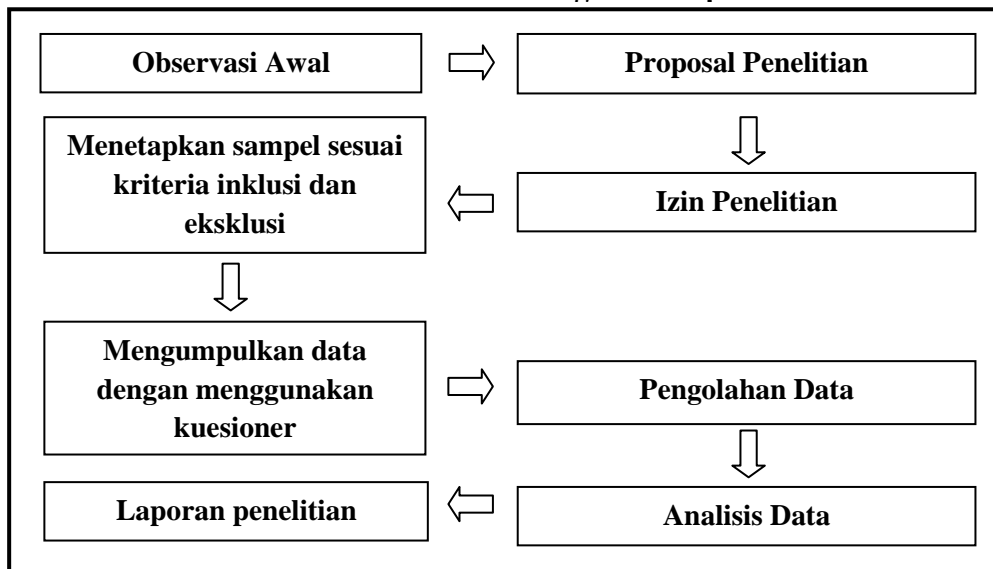 Observasi Awal
Proposal Penelitian
Menetapkan sampel sesuai
kriteria inklusi dan
eksklusi
Izin Penelitian
Mengumpulkan data
dengan menggunakan
kuesioner
Pengolahan Data
Laporan penelitian
Analisis Data